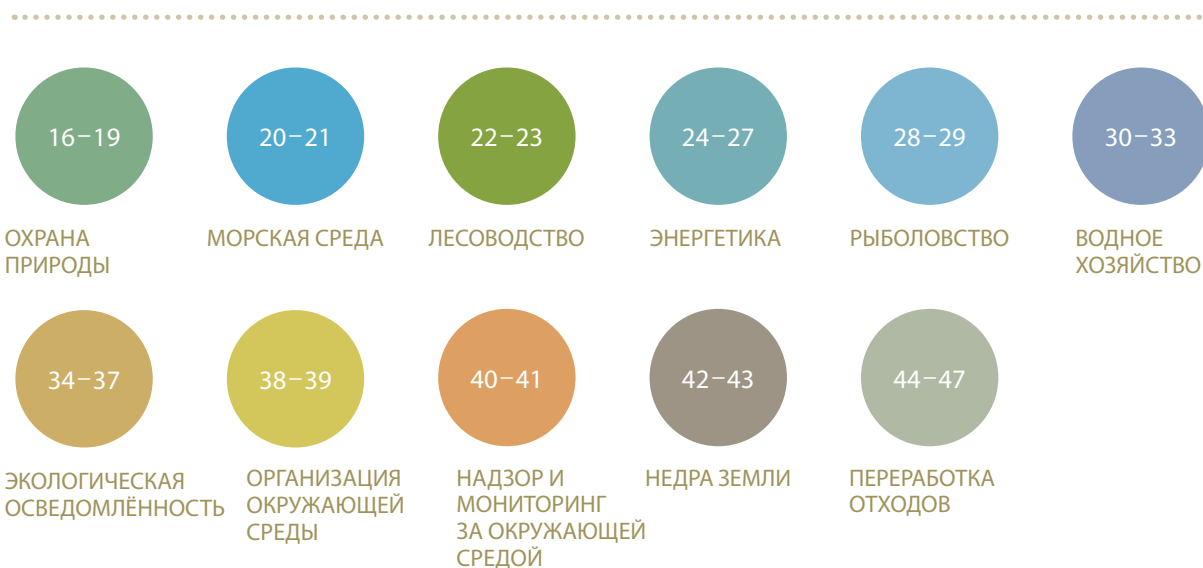 16–19
20–21
22–23
24–27
28–29
30–33
ОХРАНА
ПРИРОДЫ
МОРСКАЯ СРЕДА
ЛЕСОВОДСТВО
ЭНЕРГЕТИКА
РЫБОЛОВСТВО
ВОДНОЕ
ХОЗЯЙСТВО
34–37
38–39
40–41
42–43
44–47
ЭКОЛОГИЧЕСКАЯ
ОСВЕДОМЛЁННОСТЬ
ОРГАНИЗАЦИЯ
ОКРУЖАЮЩЕЙ
СРЕДЫ
НАДЗОР И
МОНИТОРИНГ
ЗА ОКРУЖАЮЩЕЙ
СРЕДОЙ
НЕДРА ЗЕМЛИ
ПЕРЕРАБОТКА
ОТХОДОВ